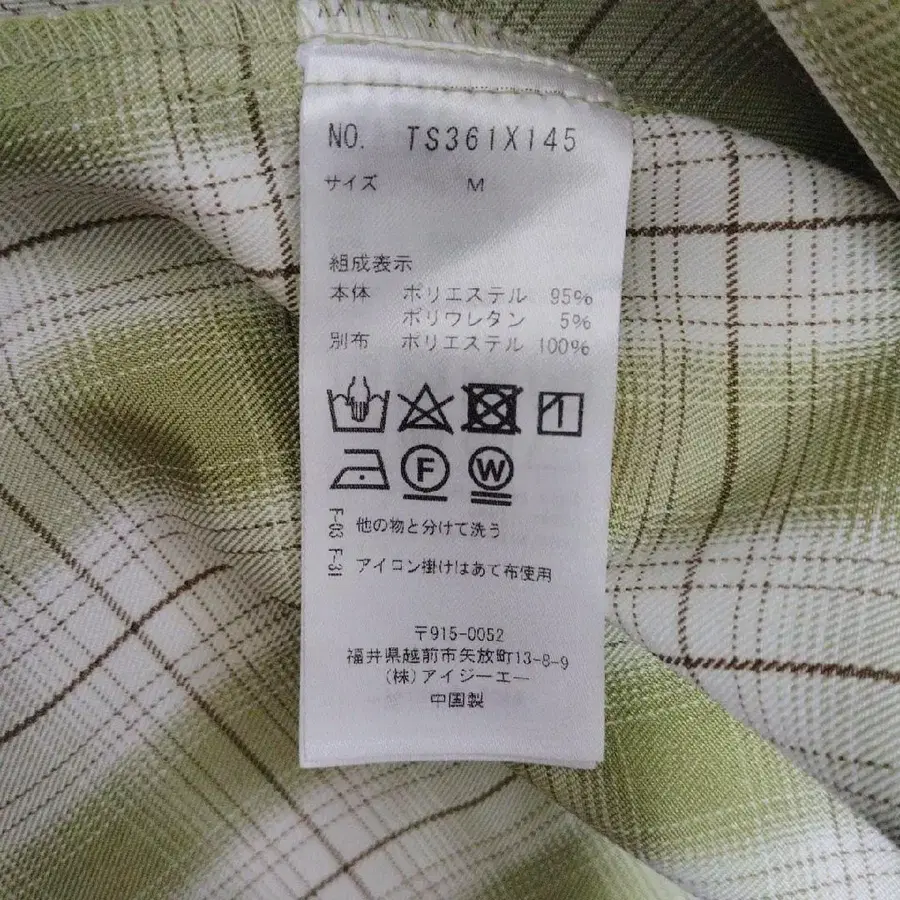 NO. TS361X145
サイズ M
組成表示
本体 ポリエステル 95%
ポリウレタン 5%
別布 ポリエステル 100%
F W
F-03 他の物と分けて洗う
F-31 アイロン掛けはあて布使用
〒915-0052
福井県越前市矢放町13-8-9
(株)アイジーエー
中国製